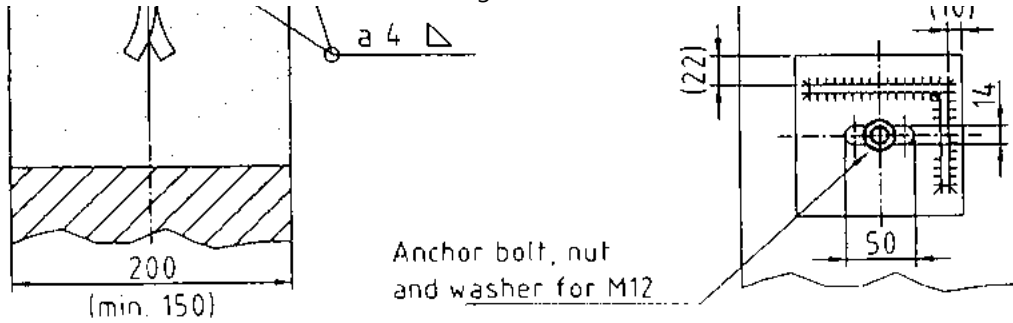 a 4
200
(min. 150)
Anchor bolt, nut
and washer for M12
(22)
14
50